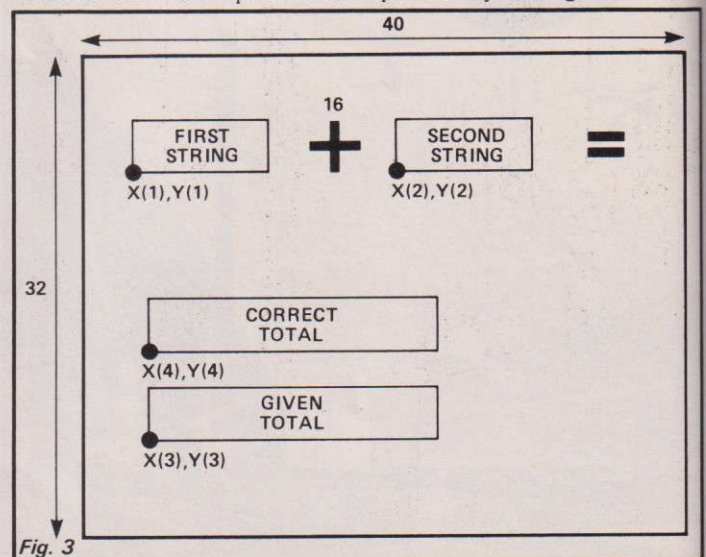 40
16
FIRST
STRING
+
SECOND
STRING
=
X(1),Y(1)
X(2),Y(2)
32
CORRECT
TOTAL
X(4),Y(4)
GIVEN
TOTAL
X(3),Y(3)
Fig. 3